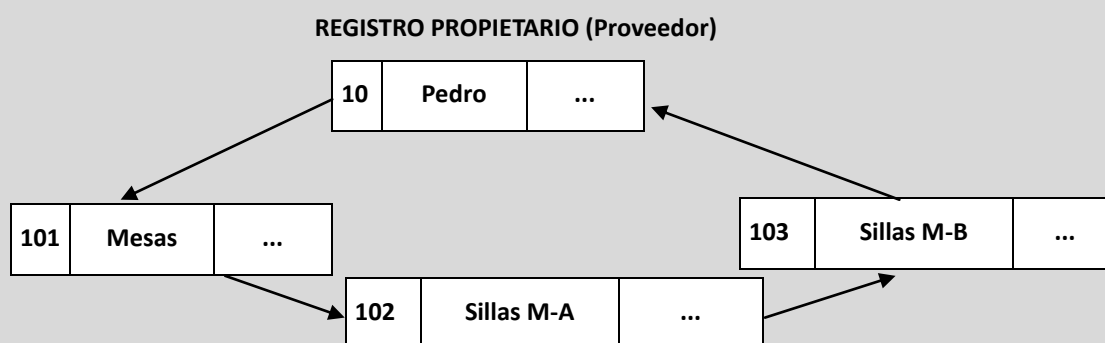 REGISTRO PROPIETARIO (Proveedor)
10 Pedro ...
101 Mesas ...
103 Sillas M-B ...
102 Sillas M-A ...